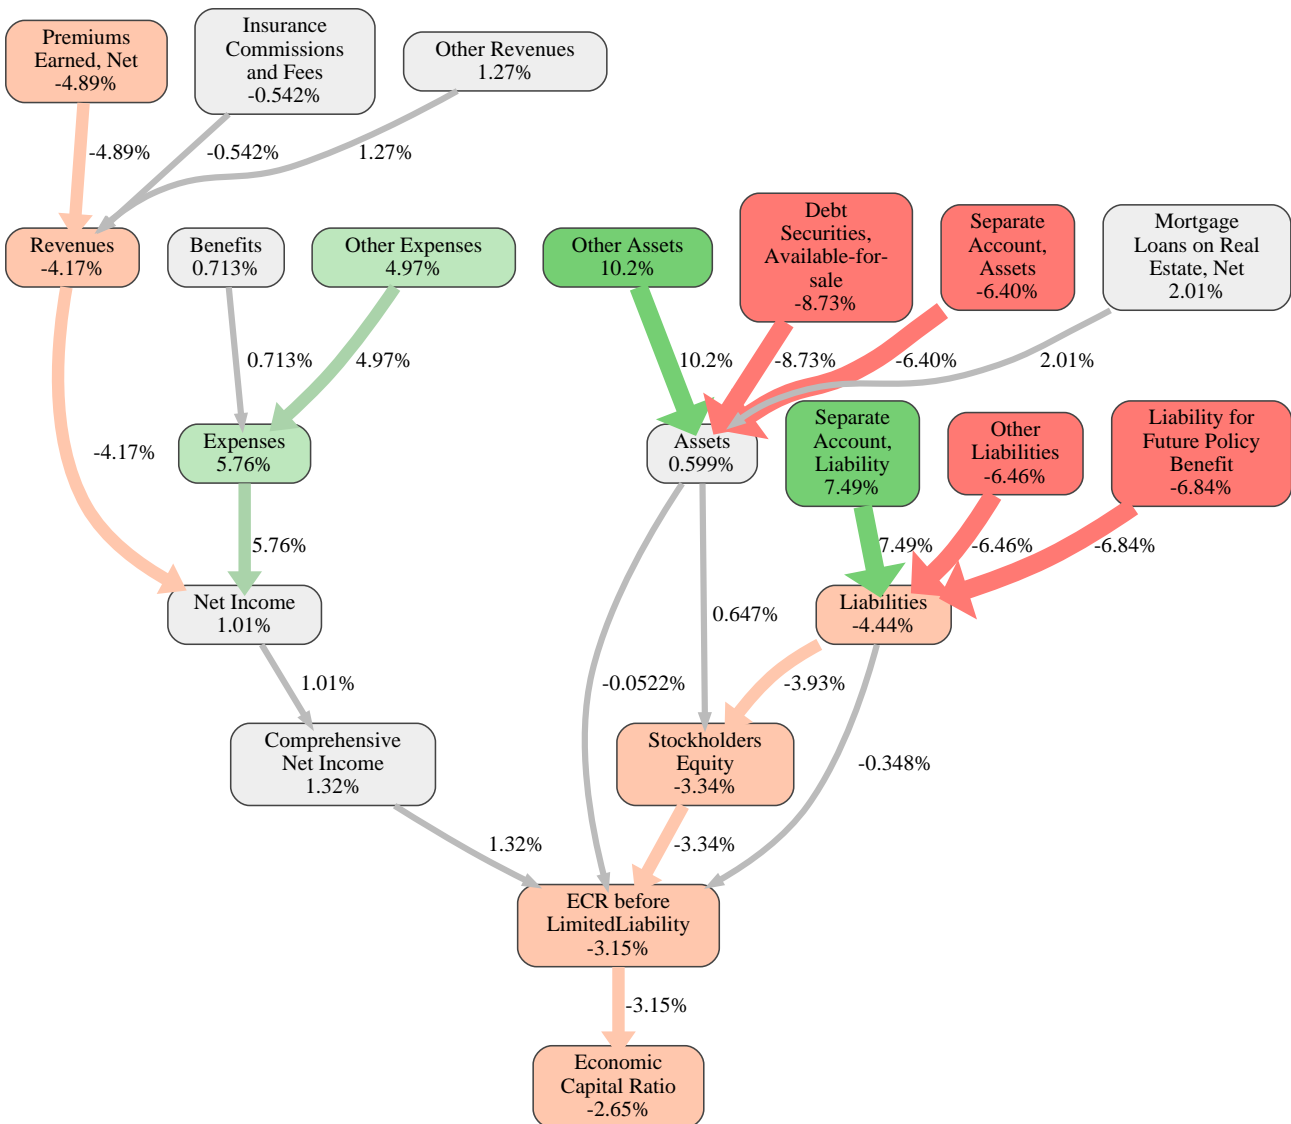 Premiums
Earned, Net
-4.89%
Insurance
Commissions
and Fees
-0.542%
Other Revenues
1.27%
-4.89%
-0.542%
1.27%
Revenues
-4.17%
Benefits
0.713%
Other Expenses
4.97%
Other Assets
10.2%
Debt
Securities,
Available-for-
sale
-8.73%
Separate
Account,
Assets
-6.40%
Mortgage
Loans on Real
Estate, Net
2.01%
0.713%
4.97%
10.2%
-8.73%
-6.40%
2.01%
-4.17%
Expenses
5.76%
Assets
0.599%
Separate
Account,
Liability
7.49%
Other
Liabilities
-6.46%
Liability for
Future Policy
Benefit
-6.84%
5.76%
7.49%
-6.46%
-6.84%
Net Income
1.01%
0.647%
Liabilities
-4.44%
1.01%
-0.0522%
-3.93%
Comprehensive
Net Income
1.32%
Stockholders
Equity
-3.34%
-0.348%
1.32%
-3.34%
ECR before
LimitedLiability
-3.15%
-3.15%
Economic
Capital Ratio
-2.65%